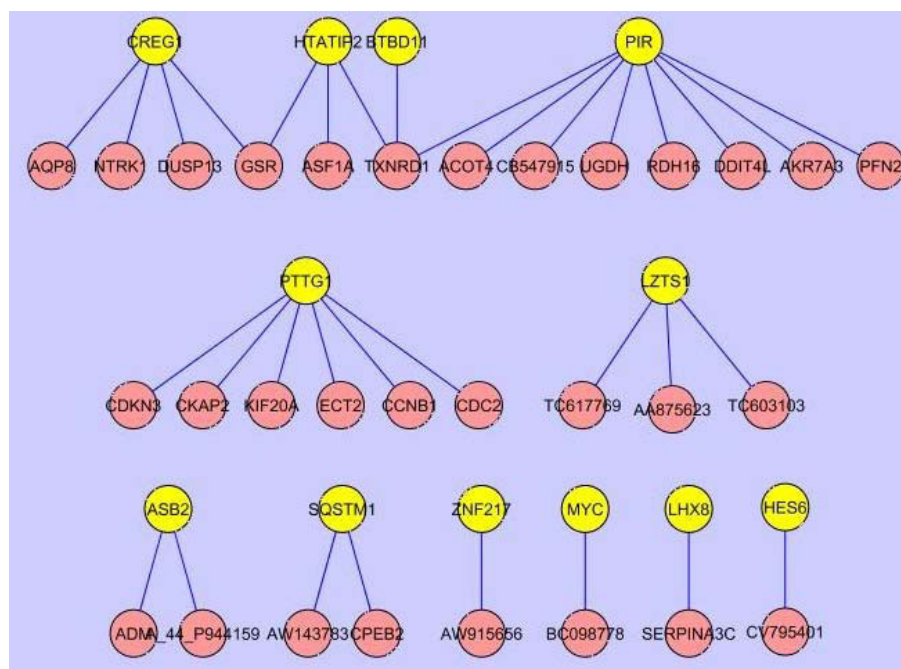 CREG1 HTATIP2 BTBD11 PIR
AQP8 NTRK1 DUSP13 GSR ASF1A TXNRD1 ACOT4 CB547915 UGDH RDH16 DDIT4L AKR7A3 PFN2
PTTG1 LZTS1
CDKN3 CKAP2 KIF20A ECT2 CCNB1 CDC2 TC617769 AA875623 TC603103
ASB2 SQSTM1 ZNF217 MYC LHX8 HES6
ADM A_44_P944159 AW143783 CPEB2 AW915656 BC098778 SERPINA3C CV795401